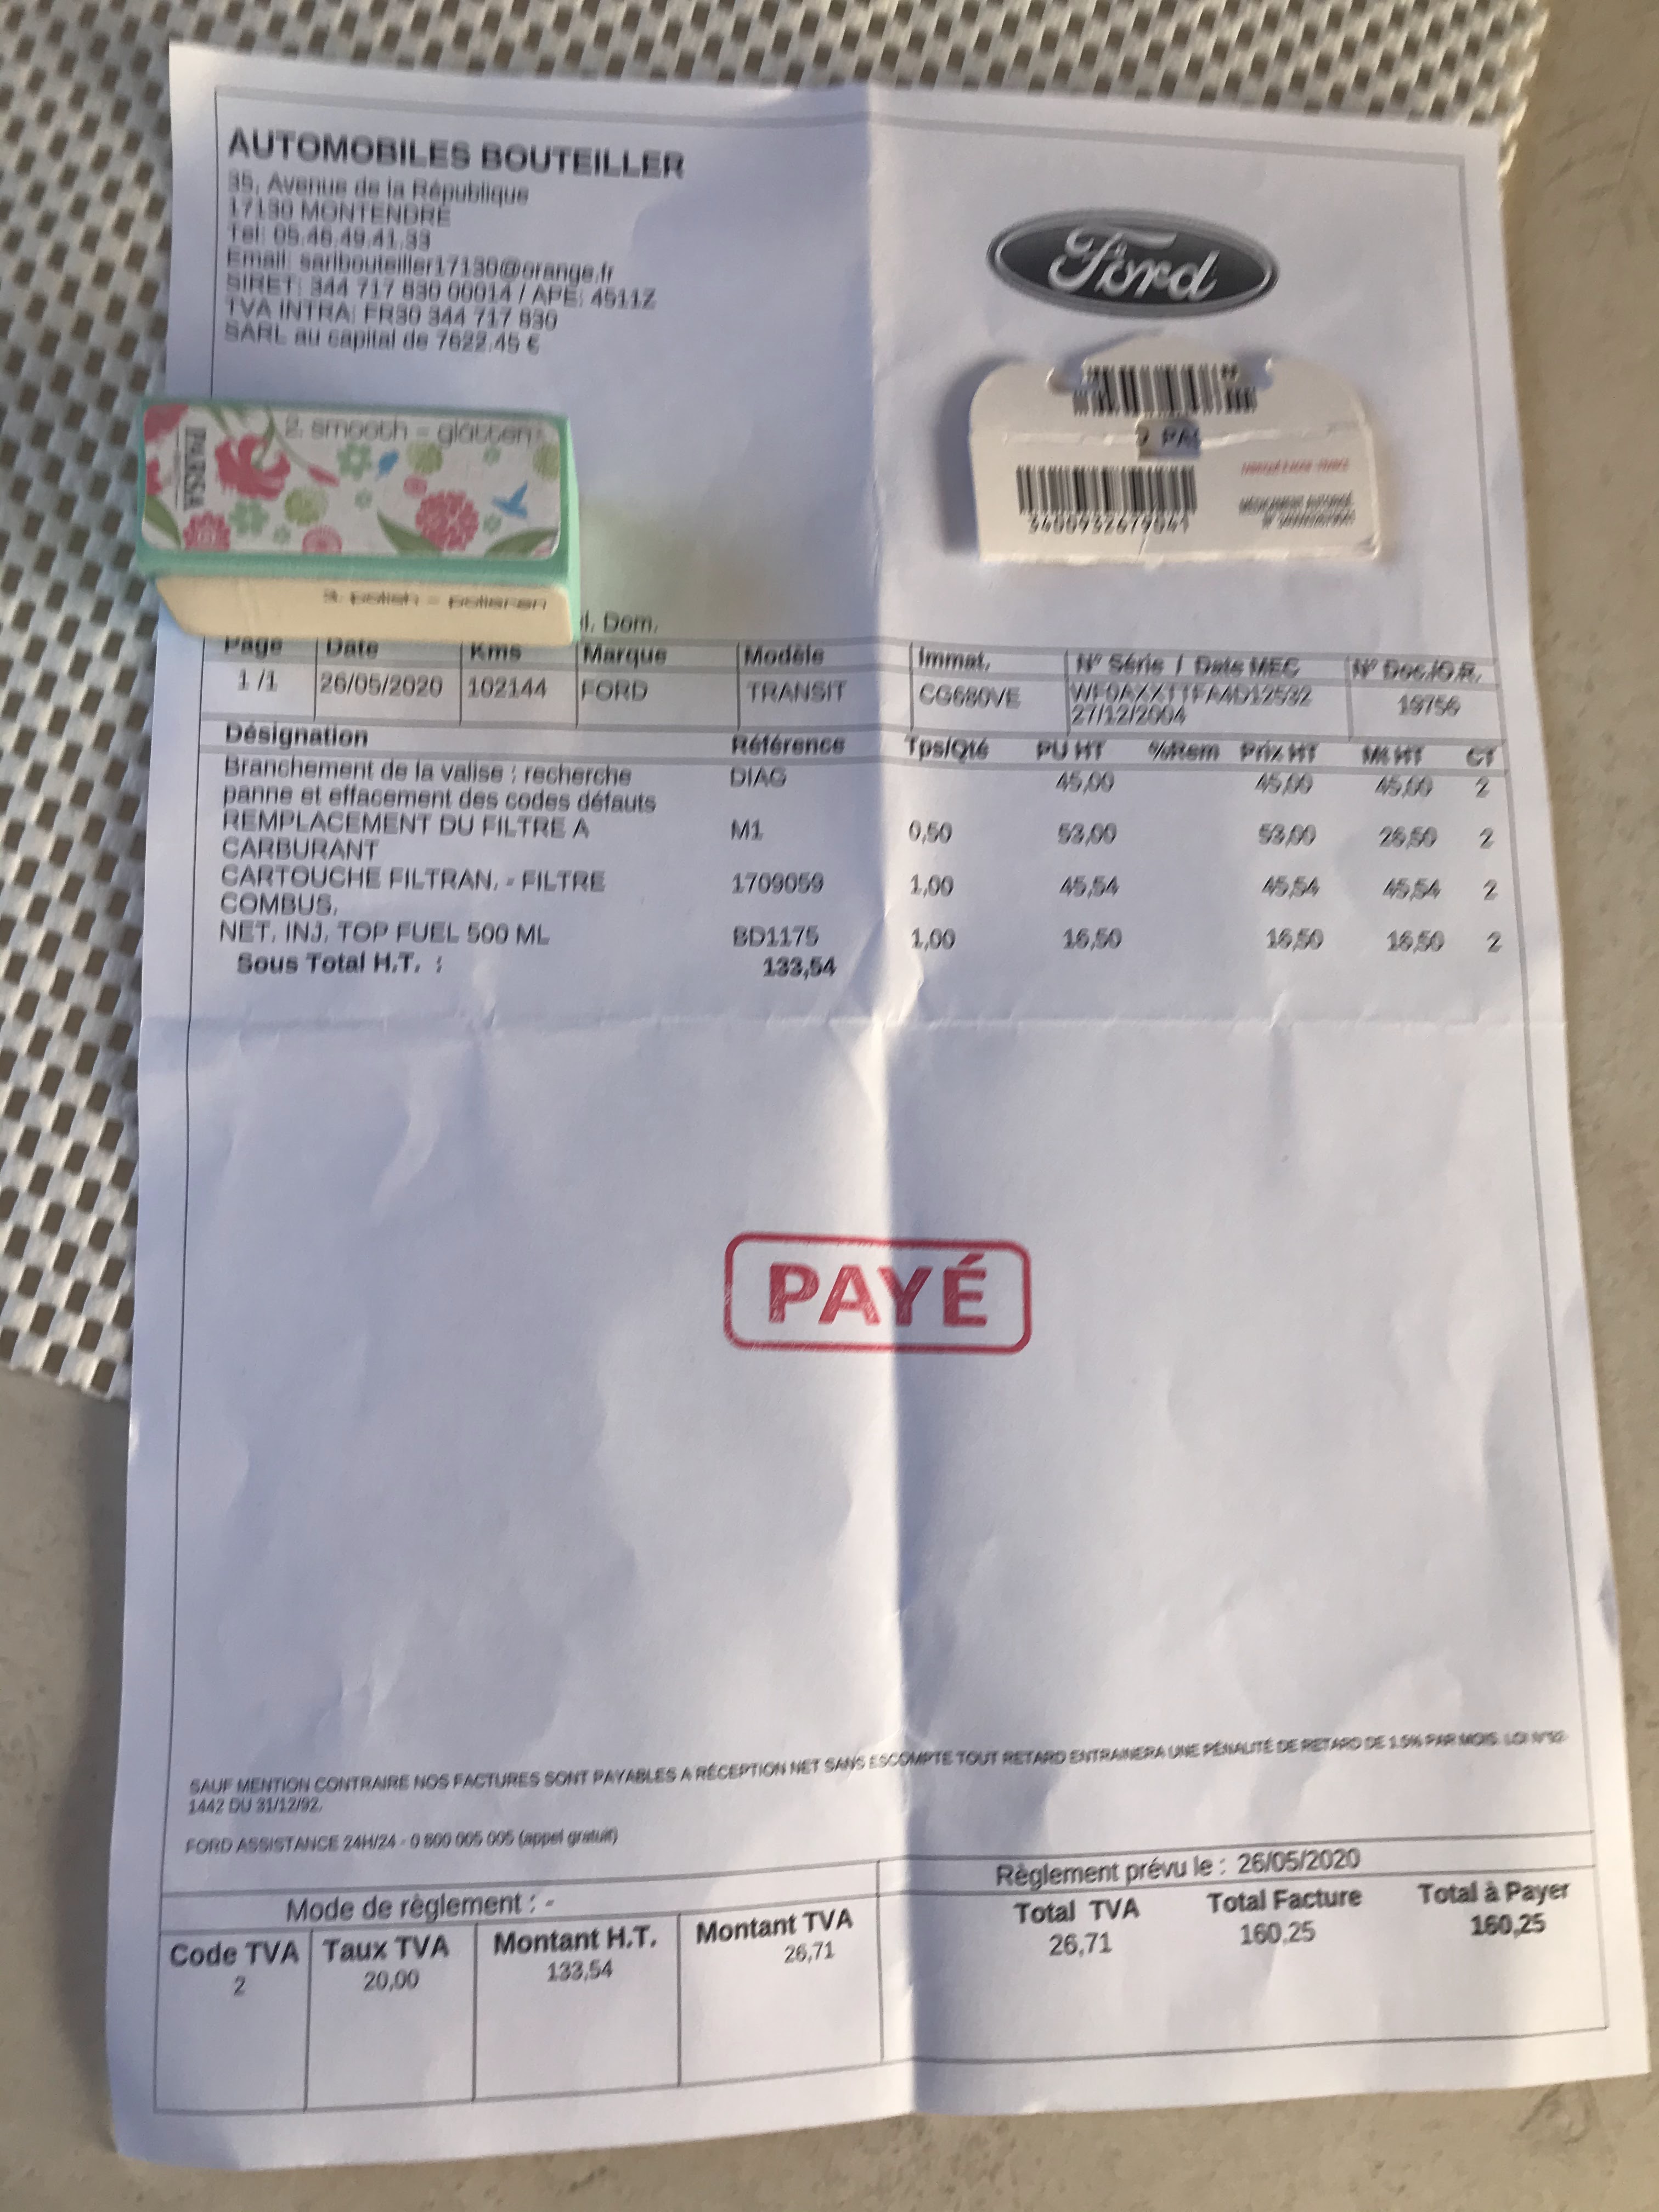 AUTOMOBILES BOUTEILLER
35, Avenue de la République
17130 MONTENDRE
Tel: 05.46.49.41.33
Email: sarlbouteiller17130@orange.fr
SIRET: 344 717 830 00014 / APE: 4511Z
TVA INTRA: FR30 344 717 830
SARL au capital de 7622.45 €
Ford
PA
3400932679041
2. smooth - glätten
PARSA
3. polish - polieren
l. Dom.
Page Date Kms Marque Modèle Immat. N° Série / Date MEC N° Doc./O.R.
1 /1 26/05/2020 102144 FORD TRANSIT CG680VE WF0AXXTTFA4D12532 19756
27/12/2004
Désignation Référence Tps/Qté PU HT %Rem Prix HT Mt HT CT
Branchement de la valise : recherche DIAG 45,00 45,00 45,00 2
panne et effacement des codes défauts
REMPLACEMENT DU FILTRE A M1 0,50 53,00 53,00 26,50 2
CARBURANT
CARTOUCHE FILTRAN. - FILTRE 1709059 1,00 45,54 45,54 45,54 2
COMBUS.
NET. INJ. TOP FUEL 500 ML BD1175 1,00 16,50 16,50 16,50 2
Sous Total H.T. : 133,54
PAYÉ
SAUF MENTION CONTRAIRE NOS FACTURES SONT PAYABLES A RÉCEPTION NET SANS ESCOMPTE TOUT RETARD ENTRAINERA UNE PÉNALITÉ DE RETARD DE 1.5% PAR MOIS. LOI N°92-
1442 DU 31/12/92.
FORD ASSISTANCE 24H/24 - 0 800 005 005 (appel gratuit)
Mode de règlement : - Règlement prévu le : 26/05/2020
Code TVA Taux TVA Montant H.T. Montant TVA Total TVA Total Facture Total à Payer
2 20,00 133,54 26,71 26,71 160,25 160,25